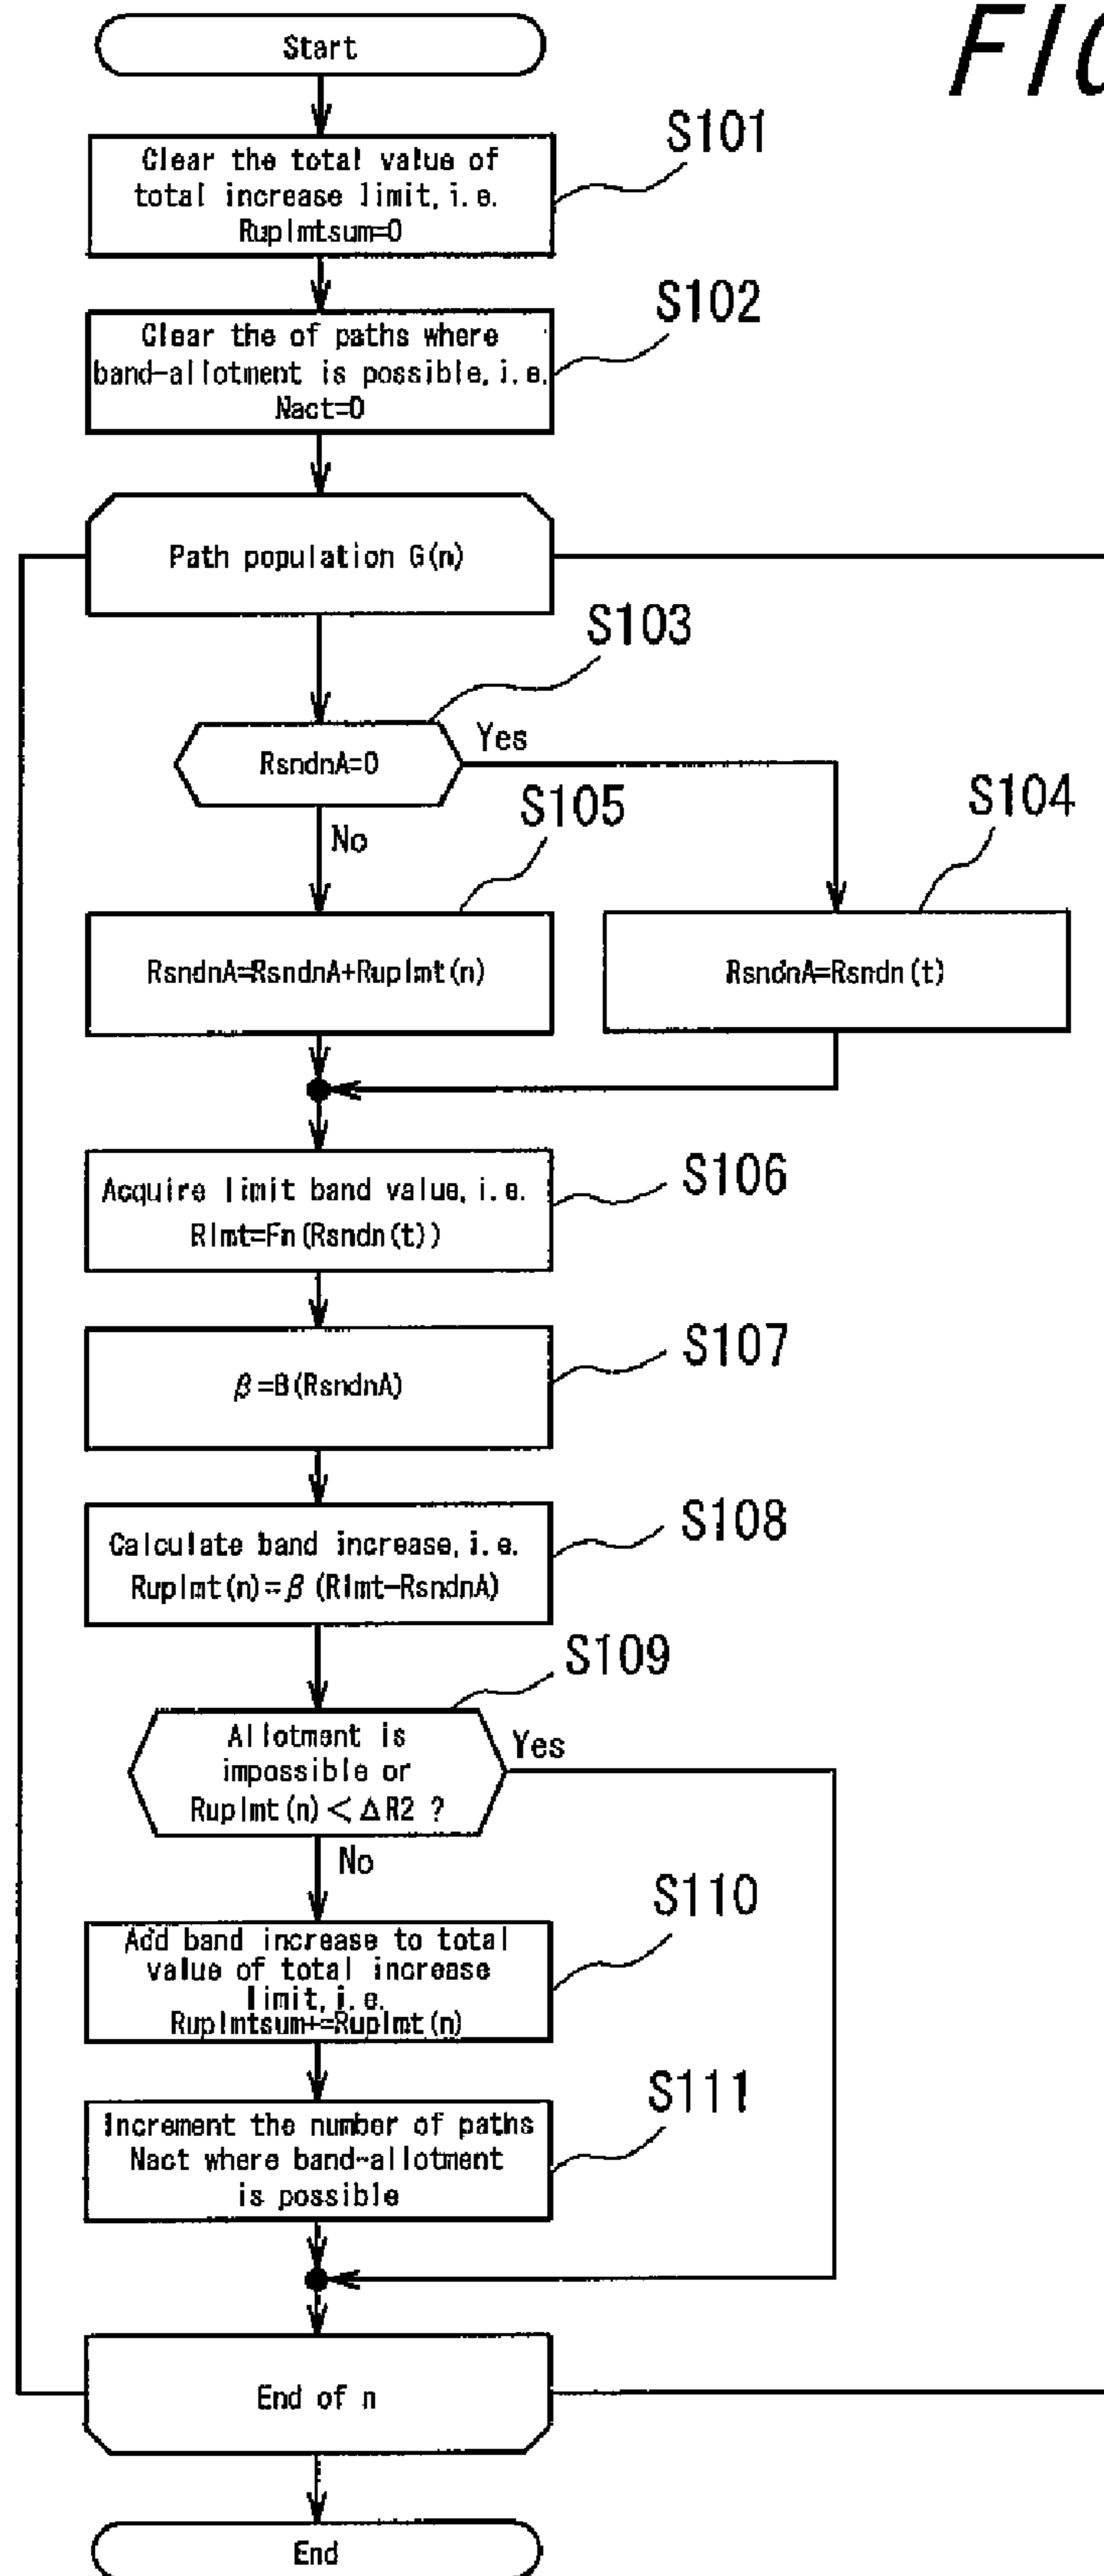 Start
FIG
S101
Clear the total value of
total increase limit, i.e.
Ruplmtsum=0
S102
Clear the of paths where
band-allotment is possible, i.e.
Nact=0
Path population G(n)
S103
RsndnA=0
Yes
No
S105
S104
RsndnA=RsndnA+Ruplmt(n)
RsndnA=Rsndn(t)
S106
Acquire limit band value, i.e.
Rlmt=Fn(Rsndn(t))
S107
β=B(RsndnA)
S108
Calculate band increase, i.e.
Ruplmt(n)=β(Rlmt-RsndnA)
S109
Allotment is
impossible or
Ruplmt(n)<ΔR2 ?
Yes
No
S110
Add band increase to total
value of total increase
limit, i.e.
Ruplmtsum+=Ruplmt(n)
S111
Increment the number of paths
Nact where band-allotment
is possible
End of n
End